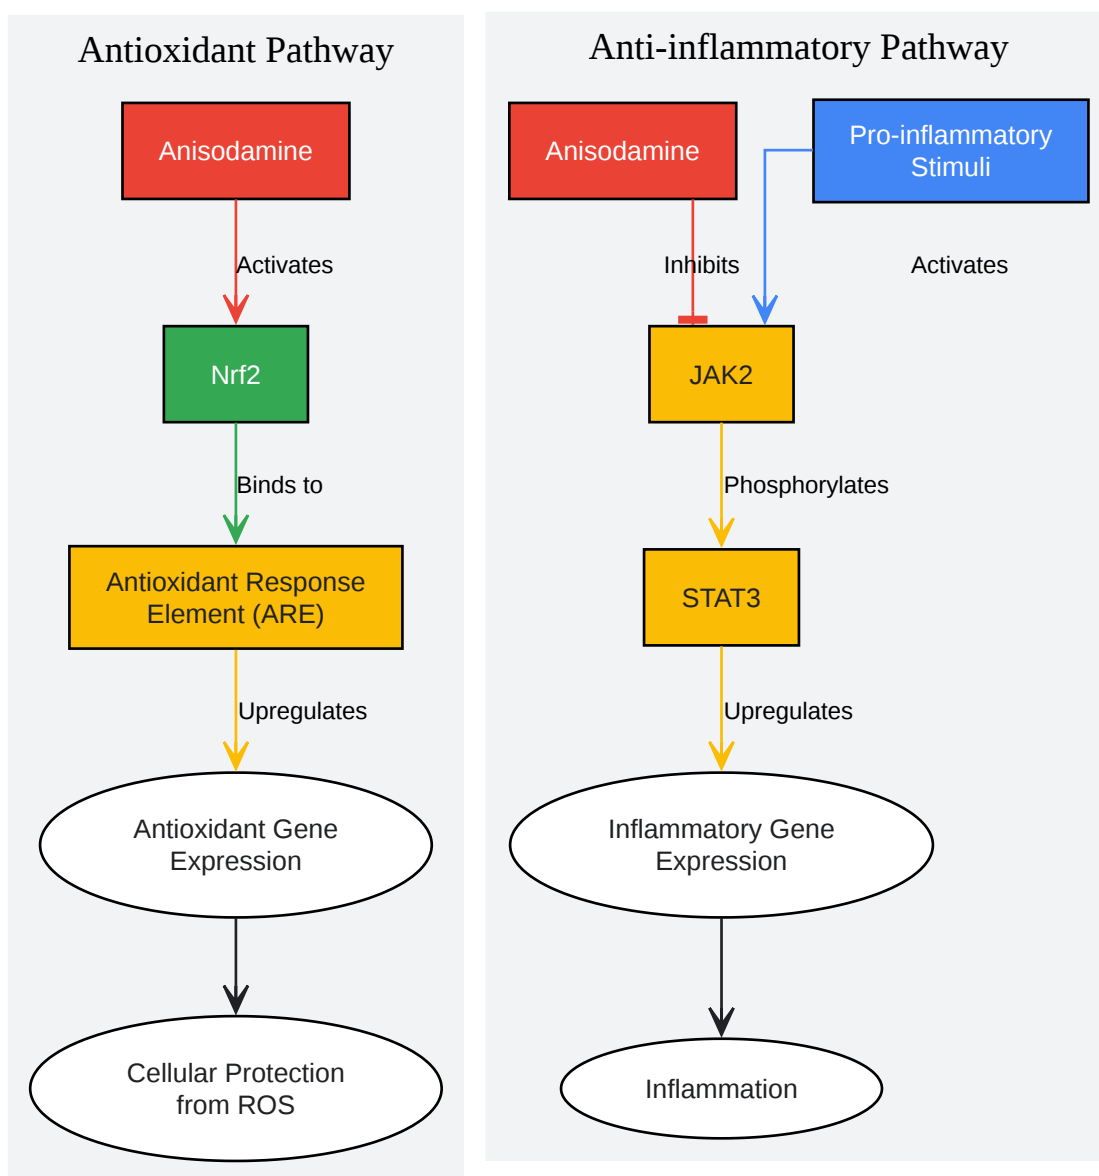 Antioxidant Pathway
Anisodamine
Activates
Nrf2
Binds to
Antioxidant Response
Element (ARE)
Upregulates
Antioxidant Gene
Expression
Cellular Protection
from ROS
Anti-inflammatory Pathway
Anisodamine
Pro-inflammatory
Stimuli
Inhibits
Activates
JAK2
Phosphorylates
STAT3
Upregulates
Inflammatory Gene
Expression
Inflammation